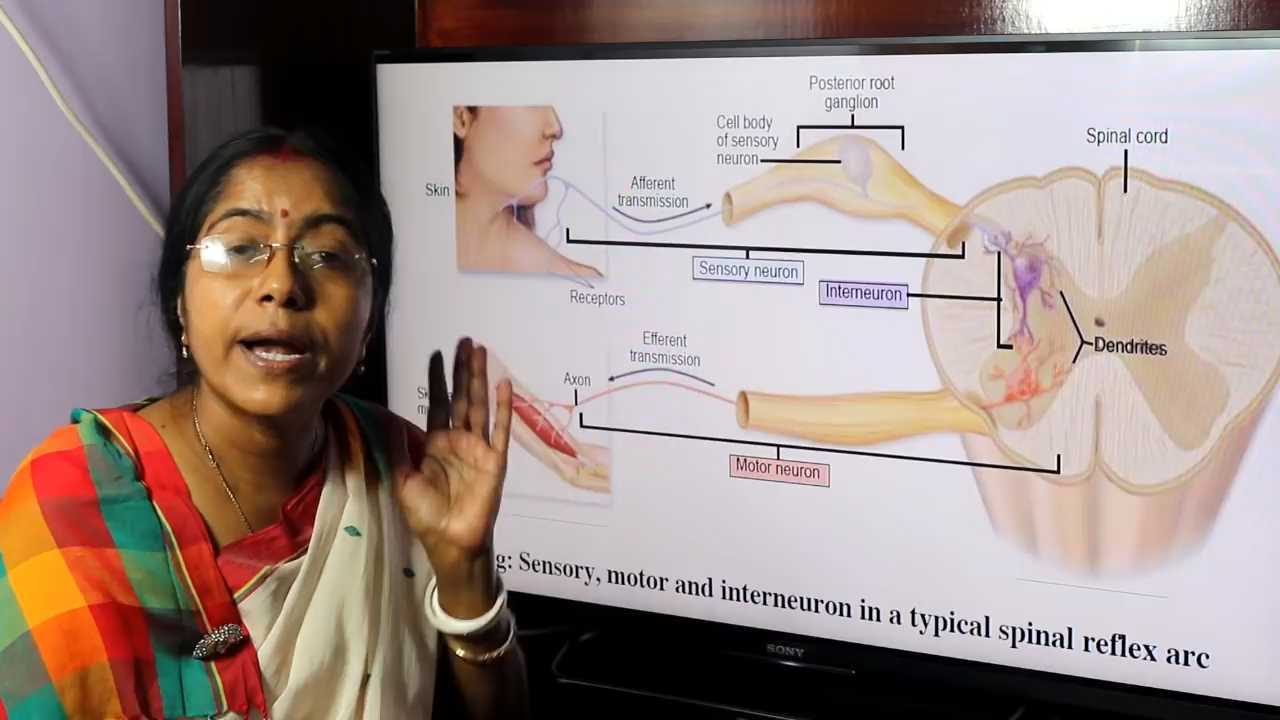 Posterior root
ganglion
Cell body
of sensory
neuron
Spinal cord
Skin
Afferent
transmission
Sensory neuron
Interneuron
Receptors
Efferent
transmission
Dendrites
Axon
Motor neuron
g: Sensory, motor and interneuron in a typical spinal reflex arc
SONY